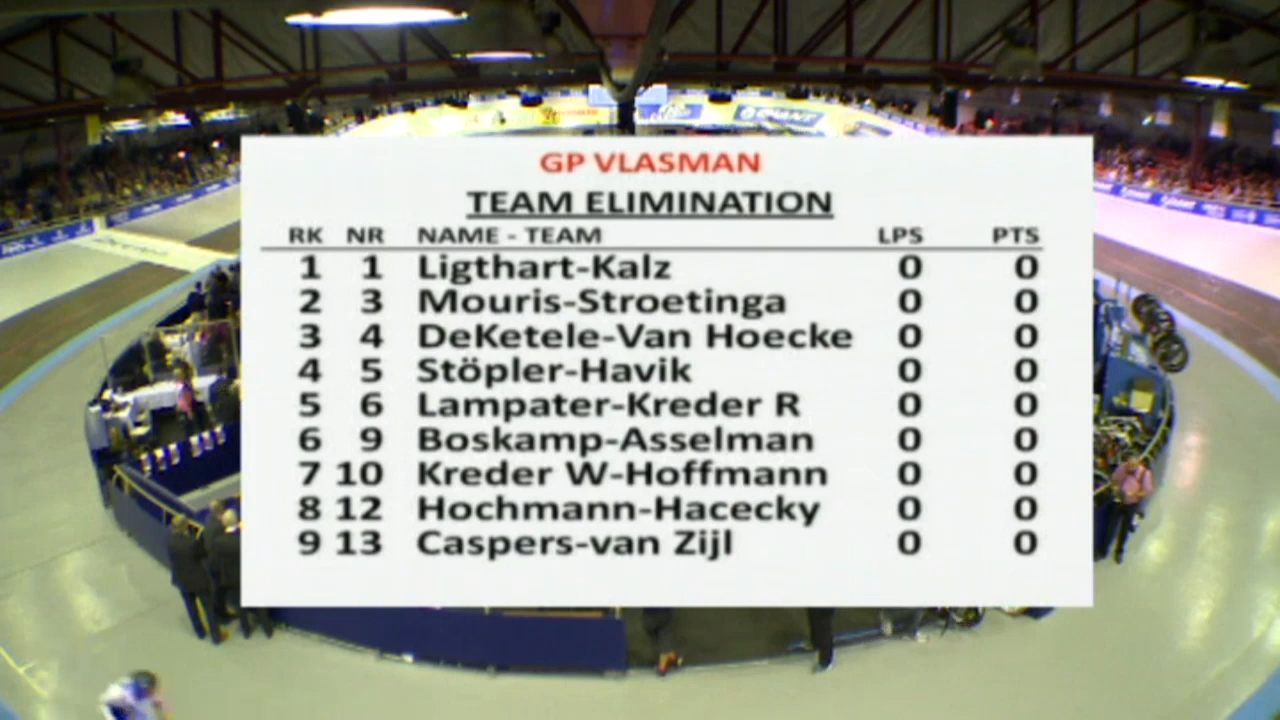 GP VLASMAN
TEAM ELIMINATION
RK NR NAME - TEAM LPS PTS
1 1 Ligthart-Kalz 0 0
2 3 Mouris-Stroetinga 0 0
3 4 DeKetele-Van Hoecke 0 0
4 5 Stöpler-Havik 0 0
5 6 Lampater-Kreder R 0 0
6 9 Boskamp-Asselman 0 0
7 10 Kreder W-Hoffmann 0 0
8 12 Hochmann-Hacecky 0 0
9 13 Caspers-van Zijl 0 0